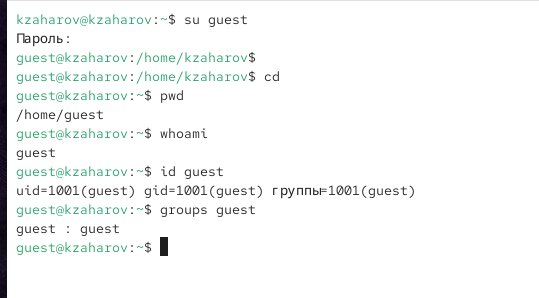 kzaharov@kzaharov:~$ su guest
Пароль:
guest@kzaharov:/home/kzaharov$
guest@kzaharov:/home/kzaharov$ cd
guest@kzaharov:~$ pwd
/home/guest
guest@kzaharov:~$ whoami
guest
guest@kzaharov:~$ id guest
uid=1001(guest) gid=1001(guest) группы=1001(guest)
guest@kzaharov:~$ groups guest
guest : guest
guest@kzaharov:~$